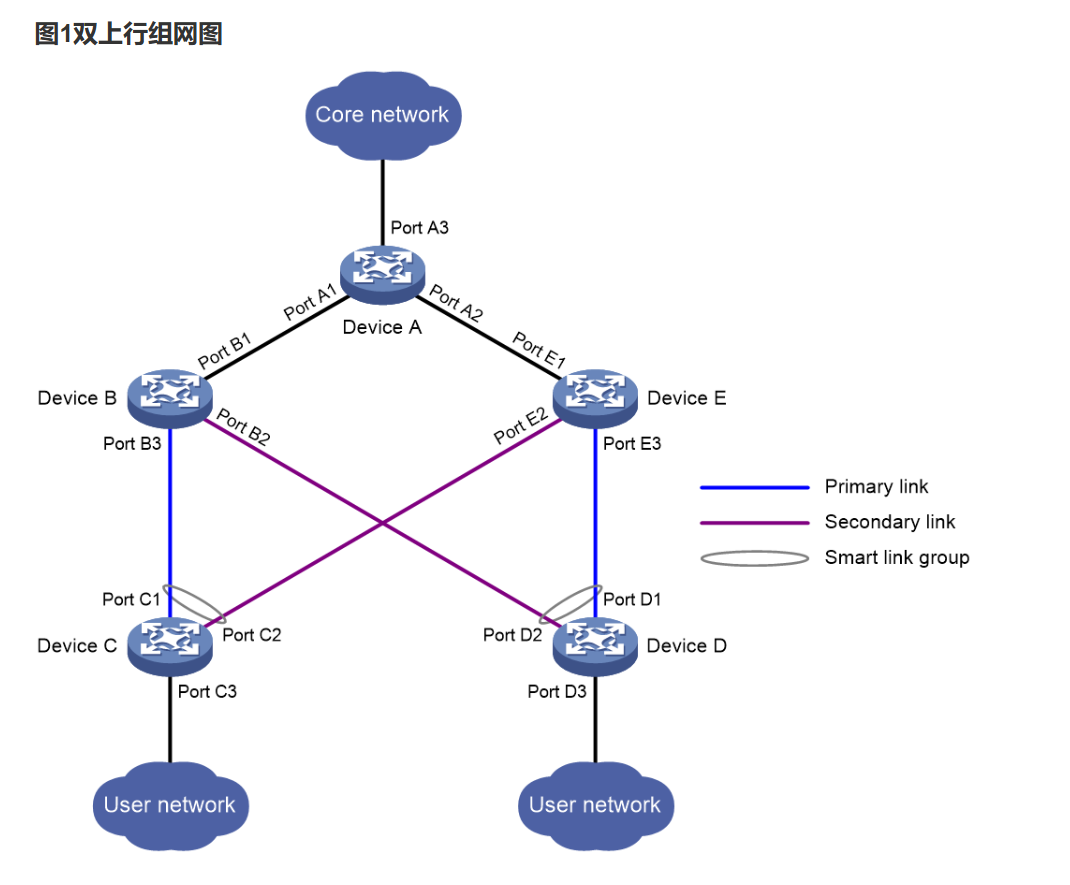 图1双上行组网图
Core network
Port A3
Port A1
Port A2
Device A
Port B1
Port E1
Device B
Device E
Port B2
Port E2
Port B3
Port E3
Primary link
Secondary link
Smart link group
Port C1
Port D1
Port C2
Port D2
Device C
Device D
Port C3
Port D3
User network
User network